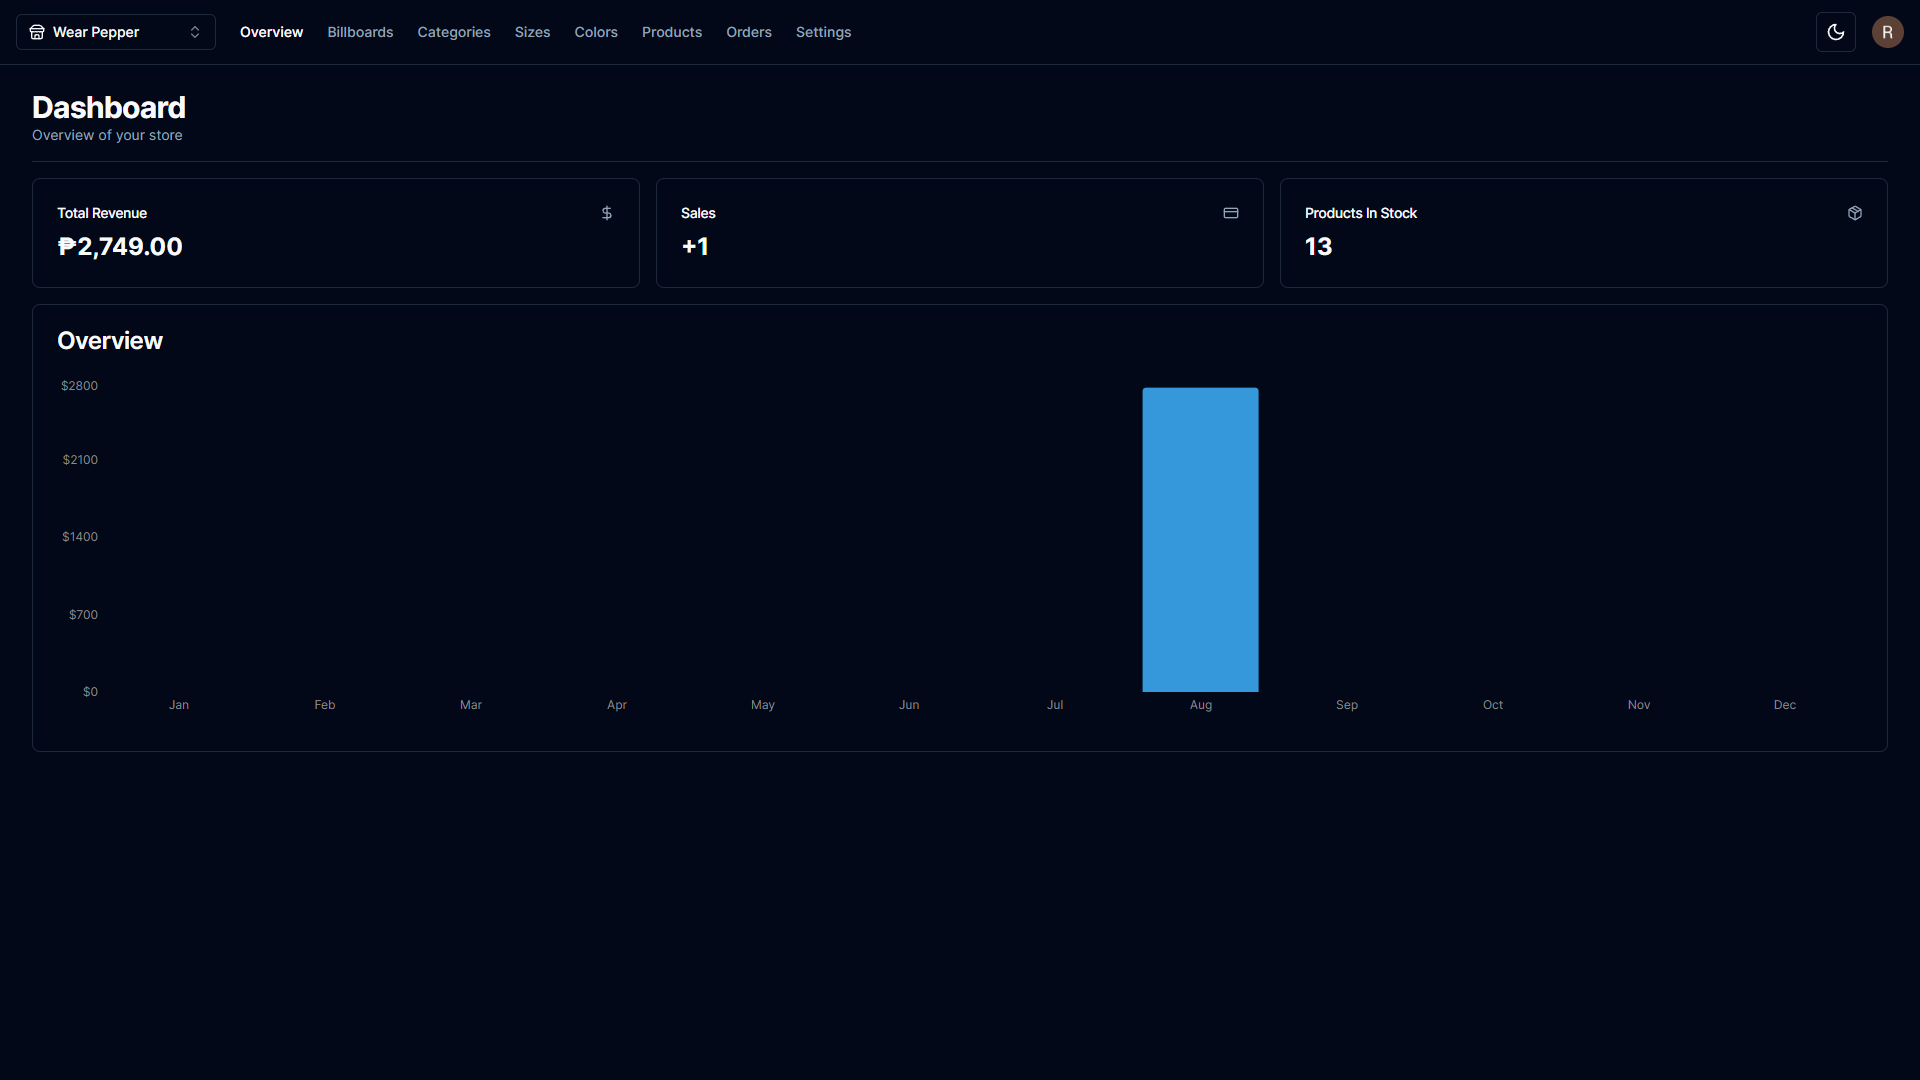 Wear Pepper Overview Billboards Categories Sizes Colors Products Orders Settings R
Dashboard
Overview of your store
Total Revenue
₱2,749.00
Sales
+1
Products In Stock
13
Overview
$2800
$2100
$1400
$700
$0
Jan Feb Mar Apr May Jun Jul Aug Sep Oct Nov Dec